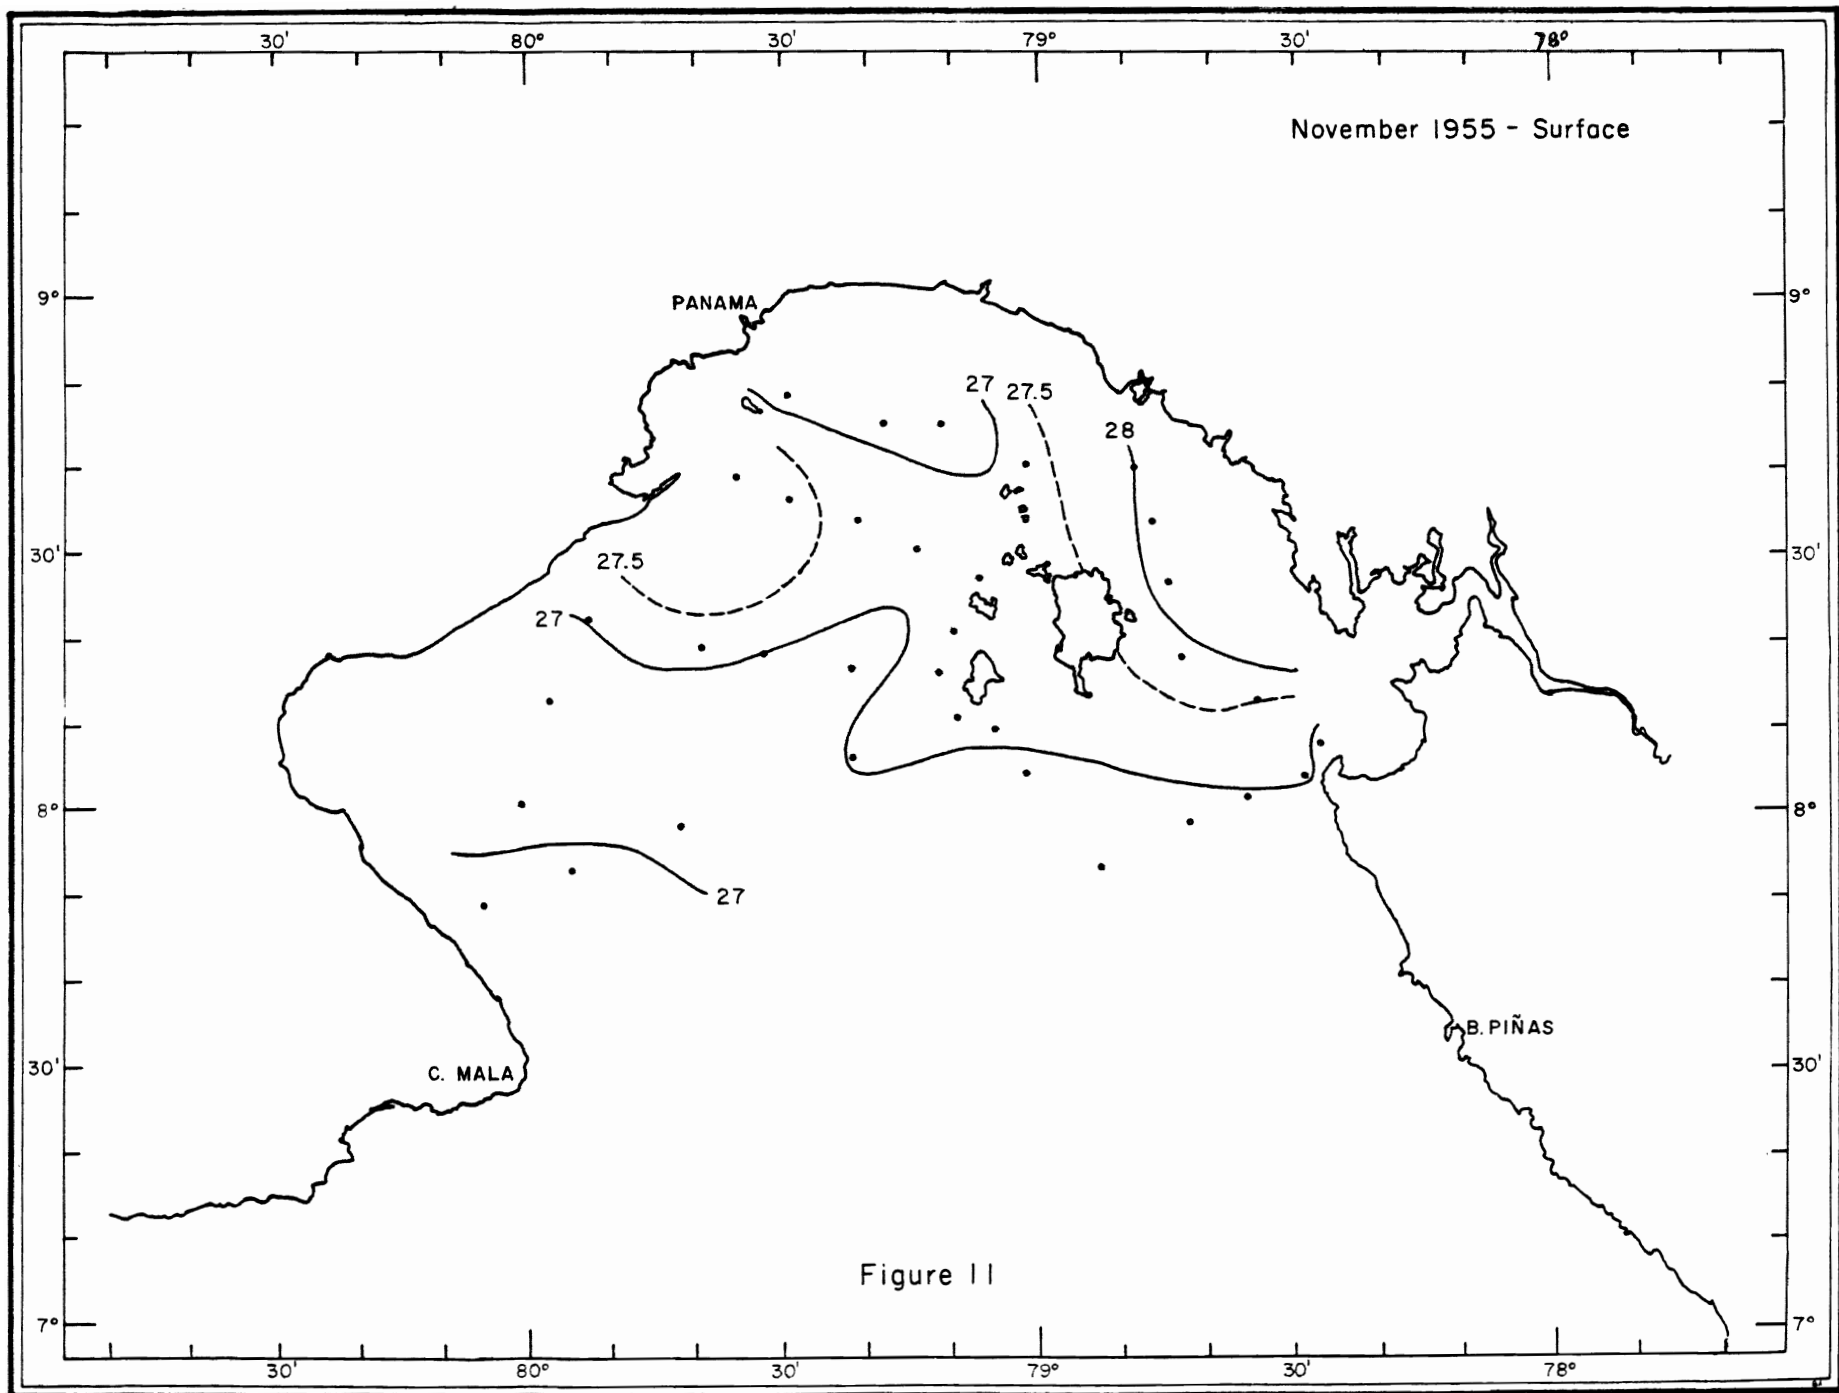 30' 80° 30' 79° 30' 78°
November 1955 - Surface
9° PANAMA 9°
27 27.5
28
30' 27.5 30'
27
8° 8°
27
B. PIÑAS
30' C. MALA 30'
Figure 11
7° 7°
30' 80° 30' 79° 30' 78°